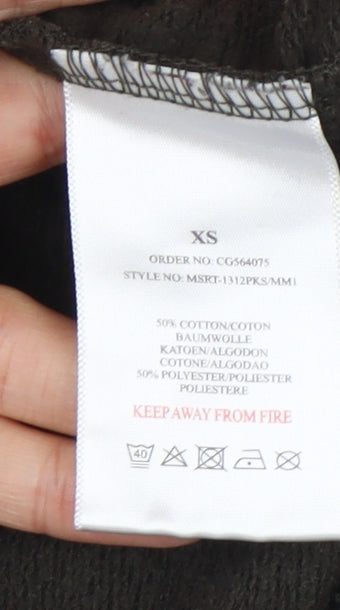 XS
ORDER NO: CG564075
STYLE NO: MSRT-1312PKS/MM1
50% COTTON/COTON
BAUMWOLLE
KATOEN/ALGODON
COTONE/ALGODAO
50% POLYESTER/POLIESTER
POLIESTERE
KEEP AWAY FROM FIRE
40